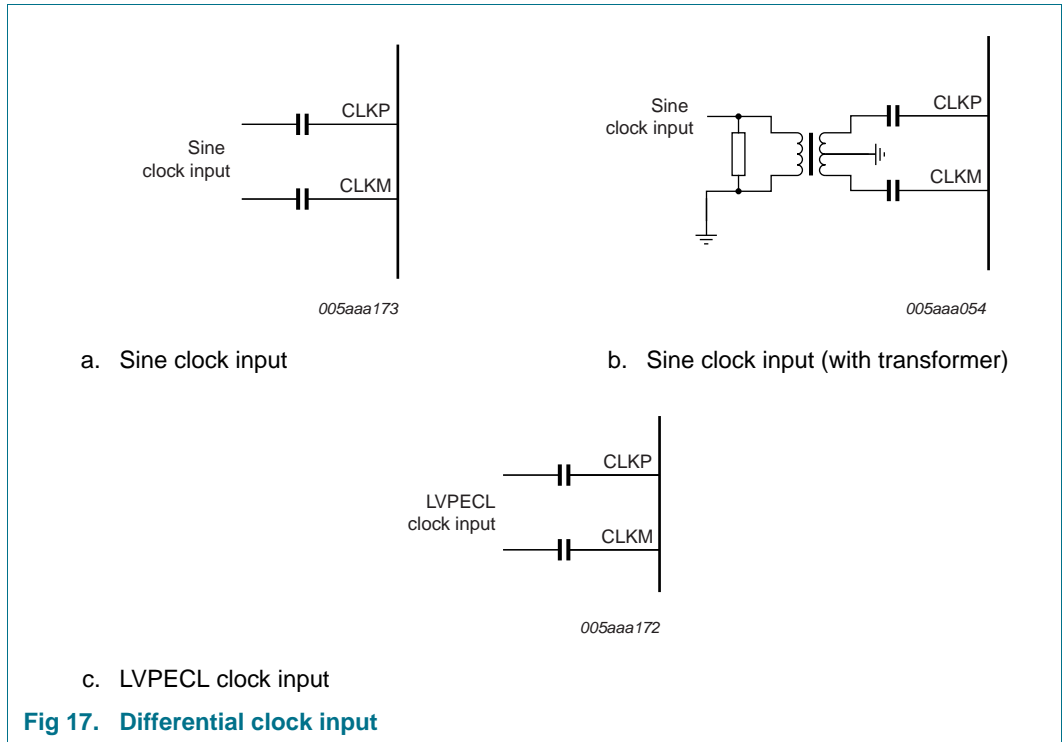 CLKP
Sine
clock input
CLKM
005aaa173
a. Sine clock input
Sine
clock input
CLKP
CLKM
005aaa054
b. Sine clock input (with transformer)
CLKP
LVPECL
clock input
CLKM
005aaa172
c. LVPECL clock input
Fig 17. Differential clock input